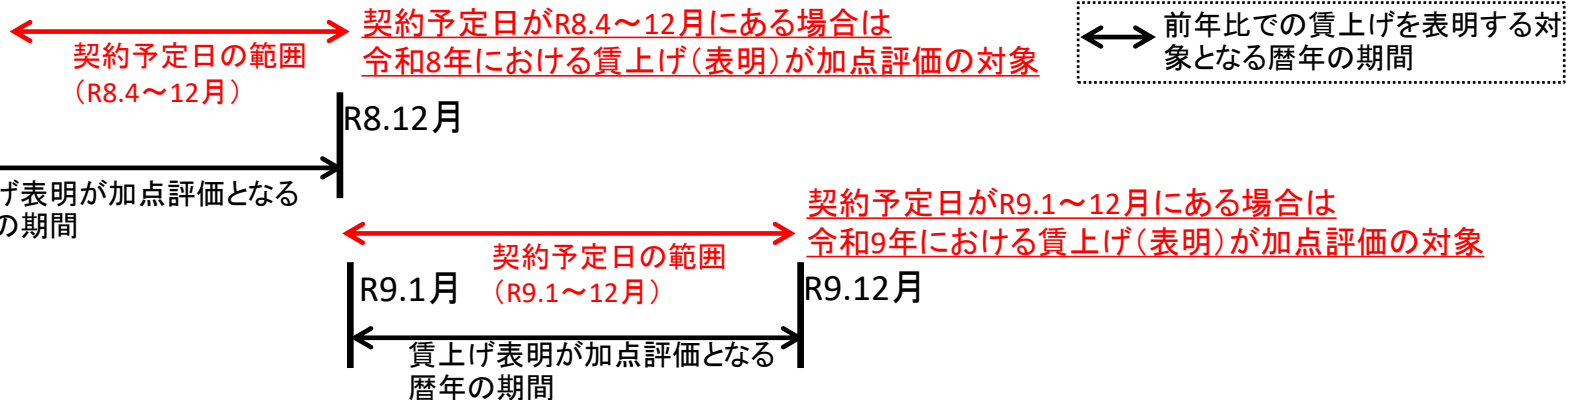 契約予定日がR8.4～12月にある場合は
令和8年における賃上げ（表明）が加点評価の対象
契約予定日の範囲
（R8.4～12月）
前年比での賃上げを表明する対
象となる暦年の期間
R8.12月
げ表明が加点評価となる
の期間
契約予定日がR9.1～12月にある場合は
令和9年における賃上げ（表明）が加点評価の対象
契約予定日の範囲
（R9.1～12月）
R9.1月
R9.12月
賃上げ表明が加点評価となる
暦年の期間